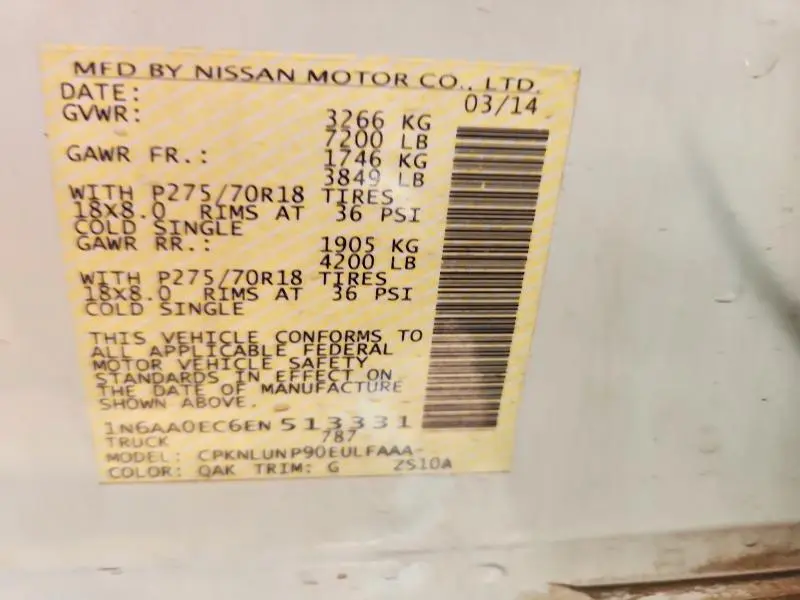 MFD BY NISSAN MOTOR CO., LTD.
DATE: 03/14
GVWR: 3266 KG
7200 LB
GAWR FR.: 1746 KG
3849 LB
WITH P275/70R18 TIRES
18X8.0 RIMS AT 36 PSI
COLD SINGLE
GAWR RR.: 1905 KG
4200 LB
WITH P275/70R18 TIRES
18X8.0 RIMS AT 36 PSI
COLD SINGLE
THIS VEHICLE CONFORMS TO
ALL APPLICABLE FEDERAL
MOTOR VEHICLE SAFETY
STANDARDS IN EFFECT ON
THE DATE OF MANUFACTURE
SHOWN ABOVE.
1N6AA0EC6EN513331
TRUCK 787
MODEL: CPKNLUNP90EULFAAA-
COLOR: QAK TRIM: G ZS10A